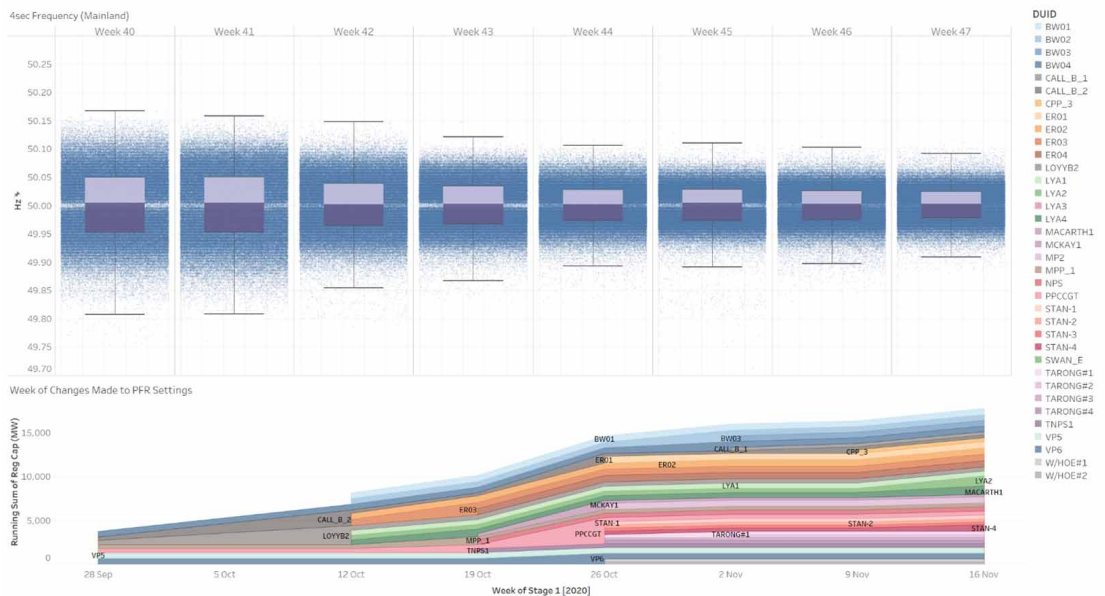 4sec Frequency (Mainland)
Week 40 Week 41 Week 42 Week 43 Week 44 Week 45 Week 46 Week 47
50.25
50.20
50.15
50.10
50.05
50.00
49.95
49.90
49.85
49.80
49.75
49.70
Hz
Week of Changes Made to PFR Settings
Running Sum of Reg Cap (MW)
15,000
10,000
5,000
0
BW01
BW03
CALL_B_1
CPP_3
ER01
ER02
LYA1
LYA2
MACARTH1
ER03
MCKAY1
CALL_B_2
LOYYB2
STAN-1
STAN-2
STAN-4
PPCCGT
TARONG#1
MPP_1
TNPS1
VP5
VP6
28 Sep 5 Oct 12 Oct 19 Oct 26 Oct 2 Nov 9 Nov 16 Nov
Week of Stage 1 [2020]
DUID
BW01
BW02
BW03
BW04
CALL_B_1
CALL_B_2
CPP_3
ER01
ER02
ER03
ER04
LOYYB2
LYA1
LYA2
LYA3
LYA4
MACARTH1
MCKAY1
MP2
MPP_1
NPS
PPCCGT
STAN-1
STAN-2
STAN-3
STAN-4
SWAN_E
TARONG#1
TARONG#2
TARONG#3
TARONG#4
TNPS1
VP5
VP6
W/HOE#1
W/HOE#2